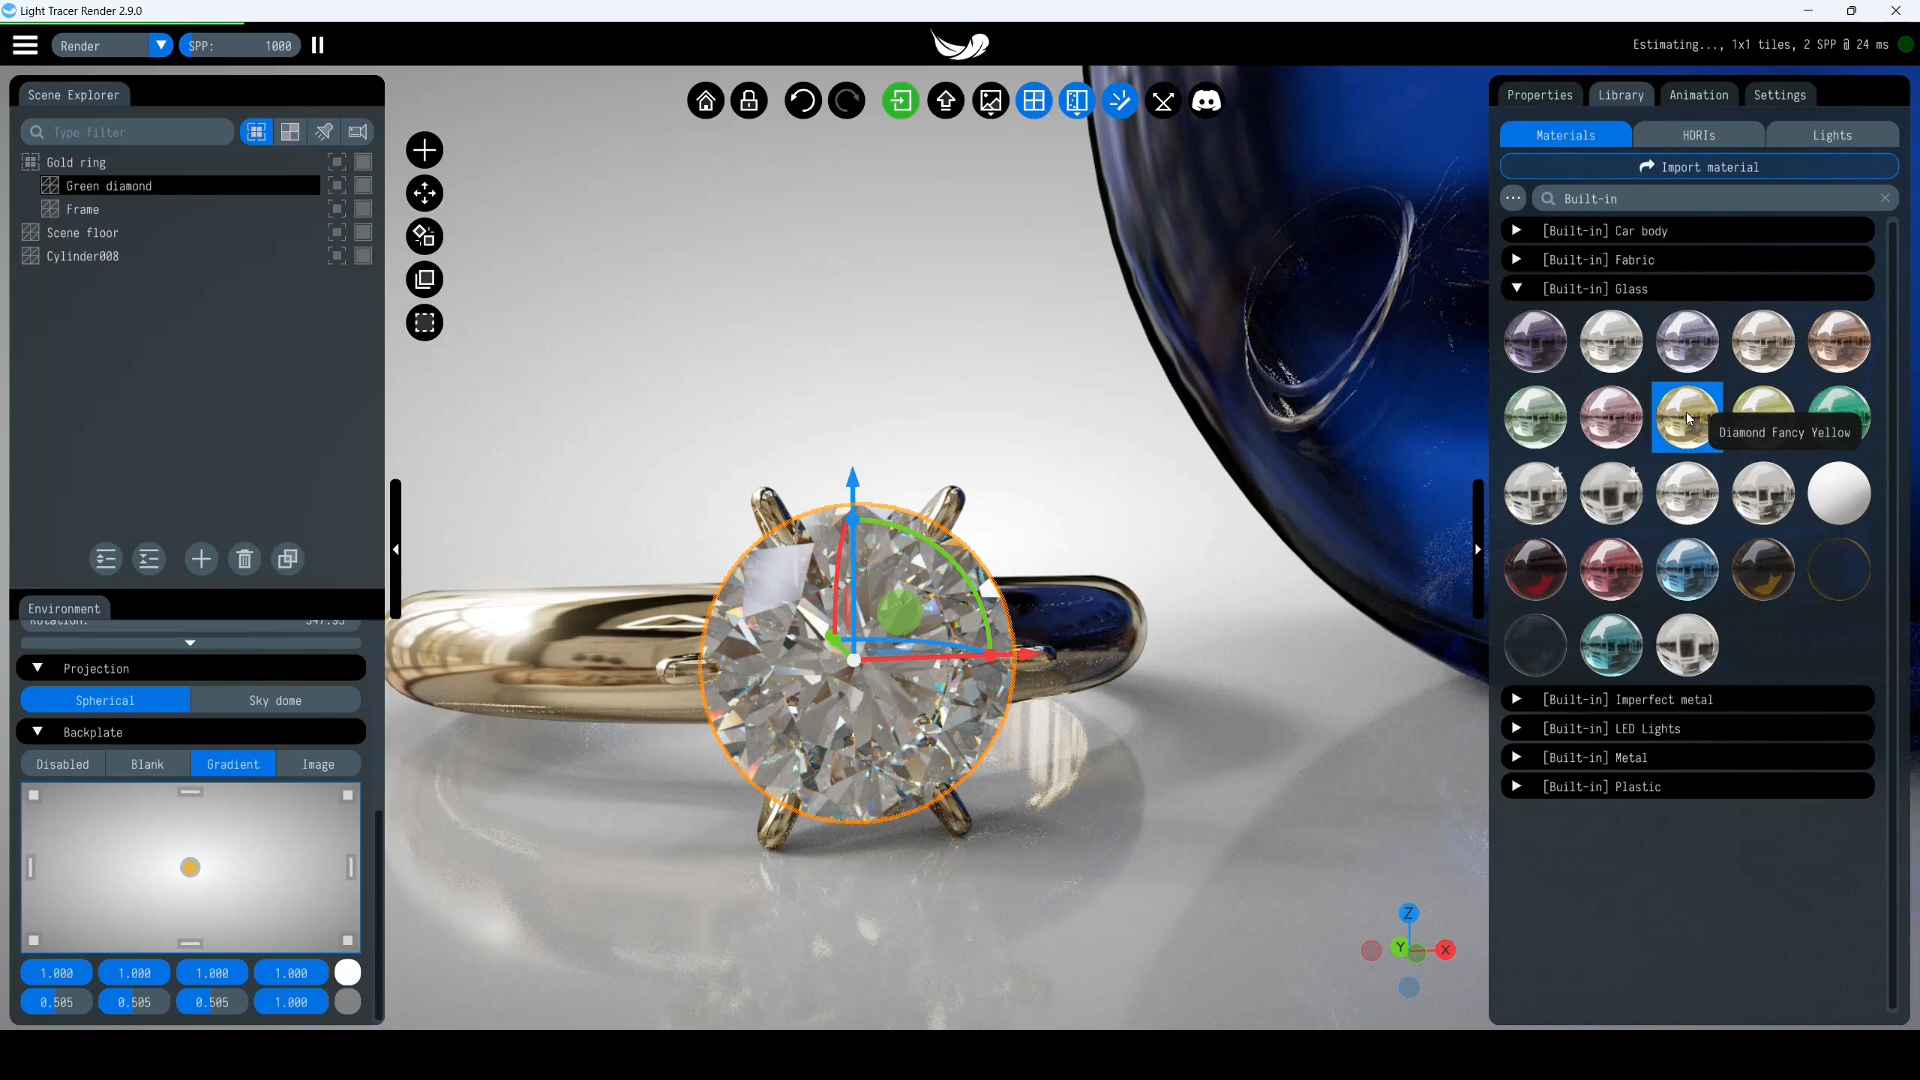 Light Tracer Render 2.9.0
Render
SPP: 1000
Estimating..., 1x1 tiles, 2 SPP @ 24 ms
Scene Explorer
Type filter
Gold ring
Green diamond
Frame
Scene floor
Cylinder008
Environment
Rotation: 347.95
Projection
Spherical
Sky dome
Backplate
Disabled
Blank
Gradient
Image
1.000 1.000 1.000 1.000
0.505 0.505 0.505 1.000
Z
Y
X
Properties
Library
Animation
Settings
Materials
HDRIs
Lights
Import material
Built-in
[Built-in] Car body
[Built-in] Fabric
[Built-in] Glass
Diamond Fancy Yellow
[Built-in] Imperfect metal
[Built-in] LED Lights
[Built-in] Metal
[Built-in] Plastic